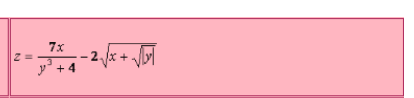 z = 7x / (y³ + 4) − 2√(x + √|y|)